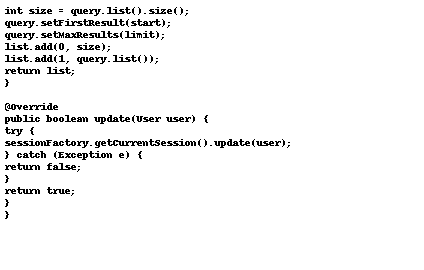 int size = query.list().size();
query.setFirstResult(start);
query.setMaxResults(limit);
list.add(0, size);
list.add(1, query.list());
return list;
}
@Override
public boolean update(User user) {
try {
sessionFactory.getCurrentSession().update(user);
} catch (Exception e) {
return false;
}
return true;
}
}